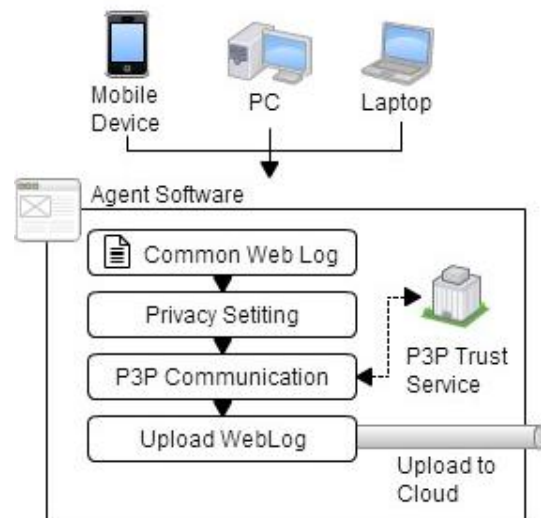 Mobile
Device
PC
Laptop
Agent Software
Common Web Log
Privacy Setiting
P3P Communication
P3P Trust
Service
Upload WebLog
Upload to
Cloud